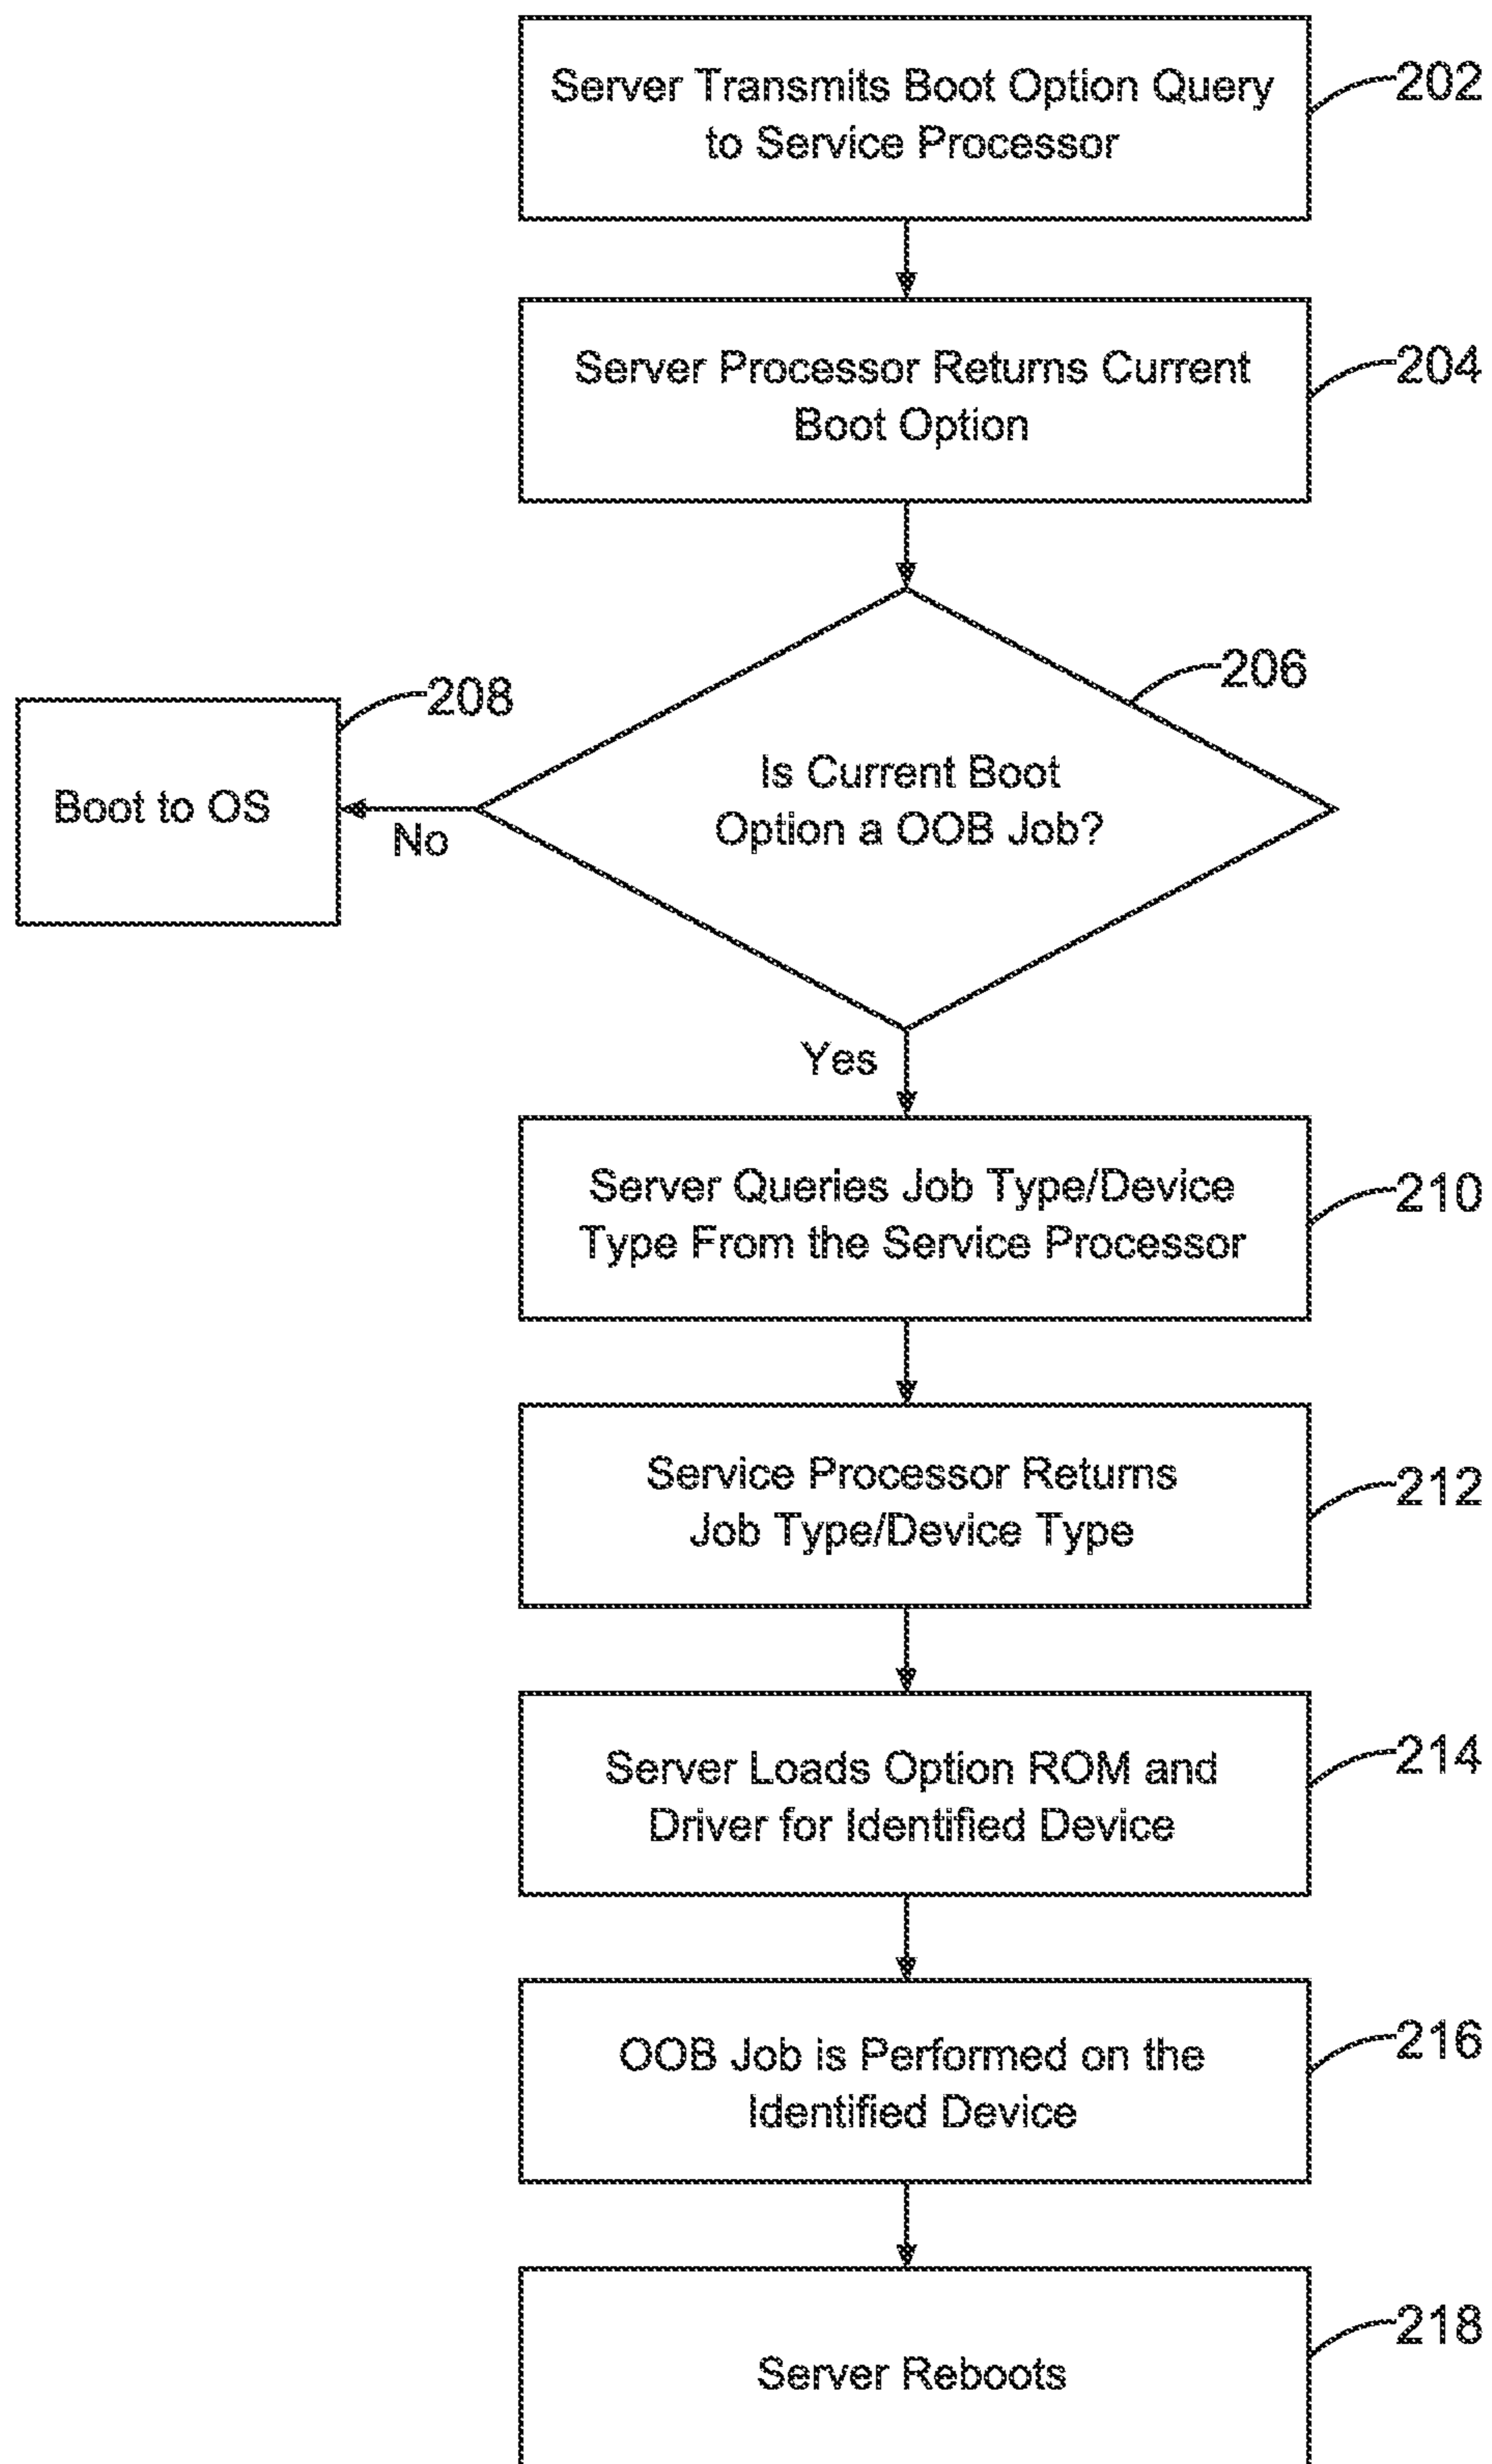 Server Transmits Boot Option Query
to Service Processor
202
Server Processor Returns Current
Boot Option
204
206
Is Current Boot
Option a OOB Job?
208
Boot to OS
No
Yes
Server Queries Job Type/Device
Type From the Service Processor
210
Service Processor Returns
Job Type/Device Type
212
Server Loads Option ROM and
Driver for Identified Device
214
OOB Job is Performed on the
Identified Device
216
Server Reboots
218